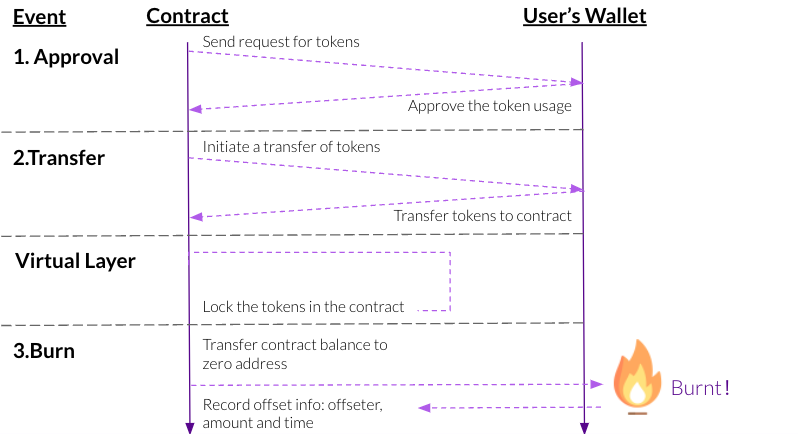 Event
Contract
User's Wallet
1. Approval
Send request for tokens
Approve the token usage
2.Transfer
Initiate a transfer of tokens
Transfer tokens to contract
Virtual Layer
Lock the tokens in the contract
3.Burn
Transfer contract balance to
zero address
Burnt!
Record offset info: offseter,
amount and time